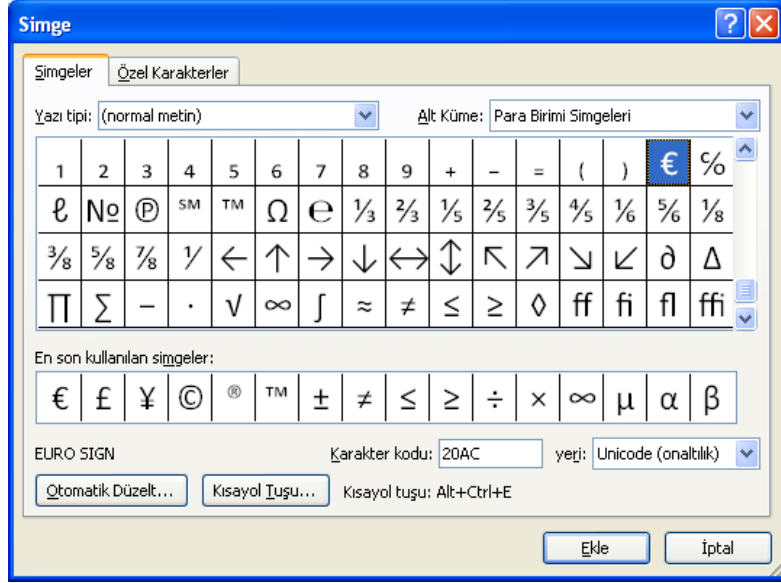 Simge
Simgeler Özel Karakterler
Yazı tipi: (normal metin) Alt Küme: Para Birimi Simgeleri
₁ ₂ ₃ ₄ ₅ ₆ ₇ ₈ ₉ ₊ ₋ ₌ ₍ ₎ € ℅
ℓ № ℗ ℠ ™ Ω ℮ ⅓ ⅔ ⅕ ⅖ ⅗ ⅘ ⅙ ⅚ ⅛
⅜ ⅝ ⅞ ⅟ ← ↑ → ↓ ↔ ↕ ↖ ↗ ↘ ↙ ∂ ∆
∏ ∑ − ∙ √ ∞ ∫ ≈ ≠ ≤ ≥ ◊ ff fi fl ffi
En son kullanılan simgeler:
€ £ ¥ © ® ™ ± ≠ ≤ ≥ ÷ × ∞ µ α β
EURO SIGN Karakter kodu: 20AC yeri: Unicode (onaltılık)
Otomatik Düzelt... Kısayol Tuşu... Kısayol tuşu: Alt+Ctrl+E
Ekle İptal